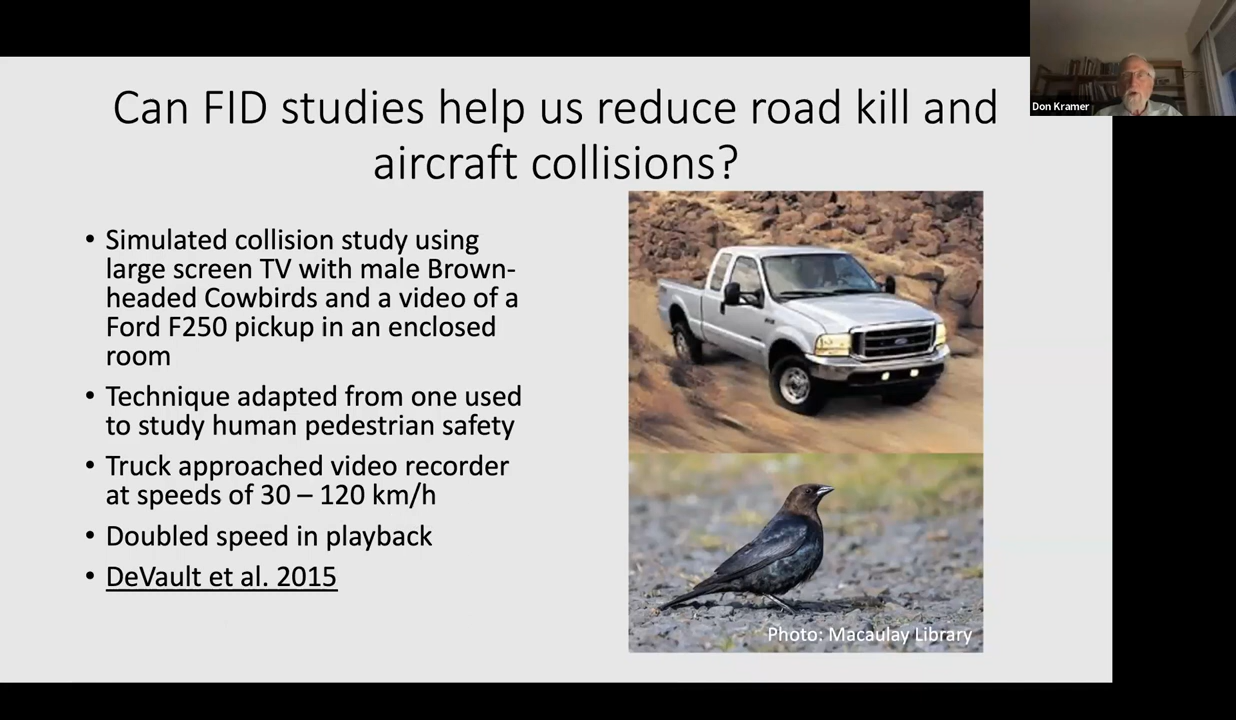 Can FID studies help us reduce road kill and
aircraft collisions?
Don Kramer
• Simulated collision study using
large screen TV with male Brown-
headed Cowbirds and a video of a
Ford F250 pickup in an enclosed
room
• Technique adapted from one used
to study human pedestrian safety
• Truck approached video recorder
at speeds of 30 – 120 km/h
• Doubled speed in playback
• DeVault et al. 2015
Photo: Macaulay Library